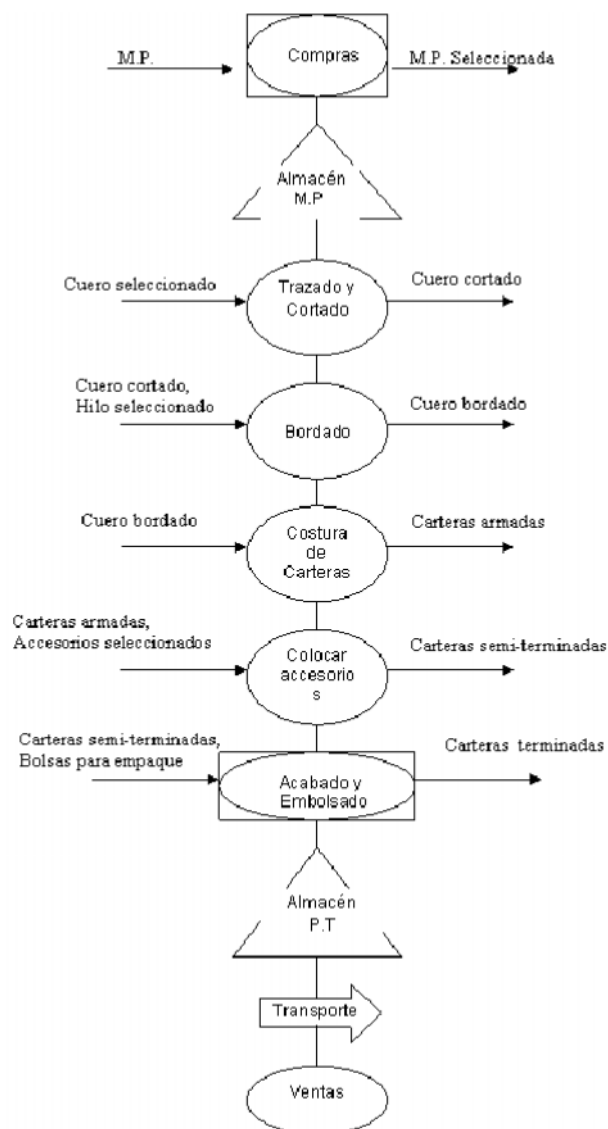 M.P.
Compras
M.P. Seleccionada
Almacén
M.P
Cuero seleccionado
Trazado y
Cortado
Cuero cortado
Cuero cortado,
Hilo seleccionado
Bordado
Cuero bordado
Cuero bordado
Costura
de
Carteras
Carteras armadas
Carteras armadas,
Accesorios seleccionados
Colocar
accesorio
s
Carteras semi-terminadas
Carteras semi-terminadas,
Bolsas para empaque
Acabado y
Embolsado
Carteras terminadas
Almacén
P.T
Transporte
Ventas